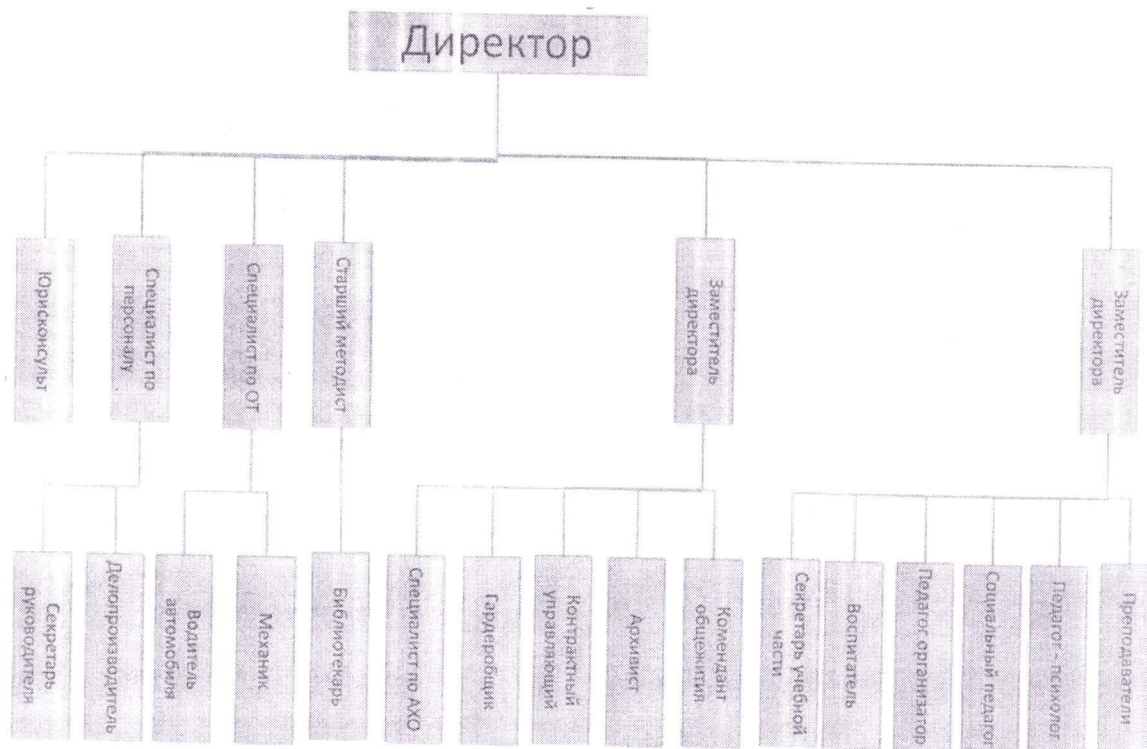 Директор
Юрисконсульт
Специалист по
персоналу
Специалист по ОТ
Старший методист
Заместитель
директора
Заместитель
директора
Секретарь
руководителя
Делопроизводитель
Водитель
автомобиля
Механик
Библиотекарь
Специалист по АХО
Гардеробщик
Контрактный
управляющий
Архивист
Комендант
общежития
Секретарь учебной
части
Воспитатель
Педагог организатор
Социальный педагог
Педагог - психолог
Преподаватели